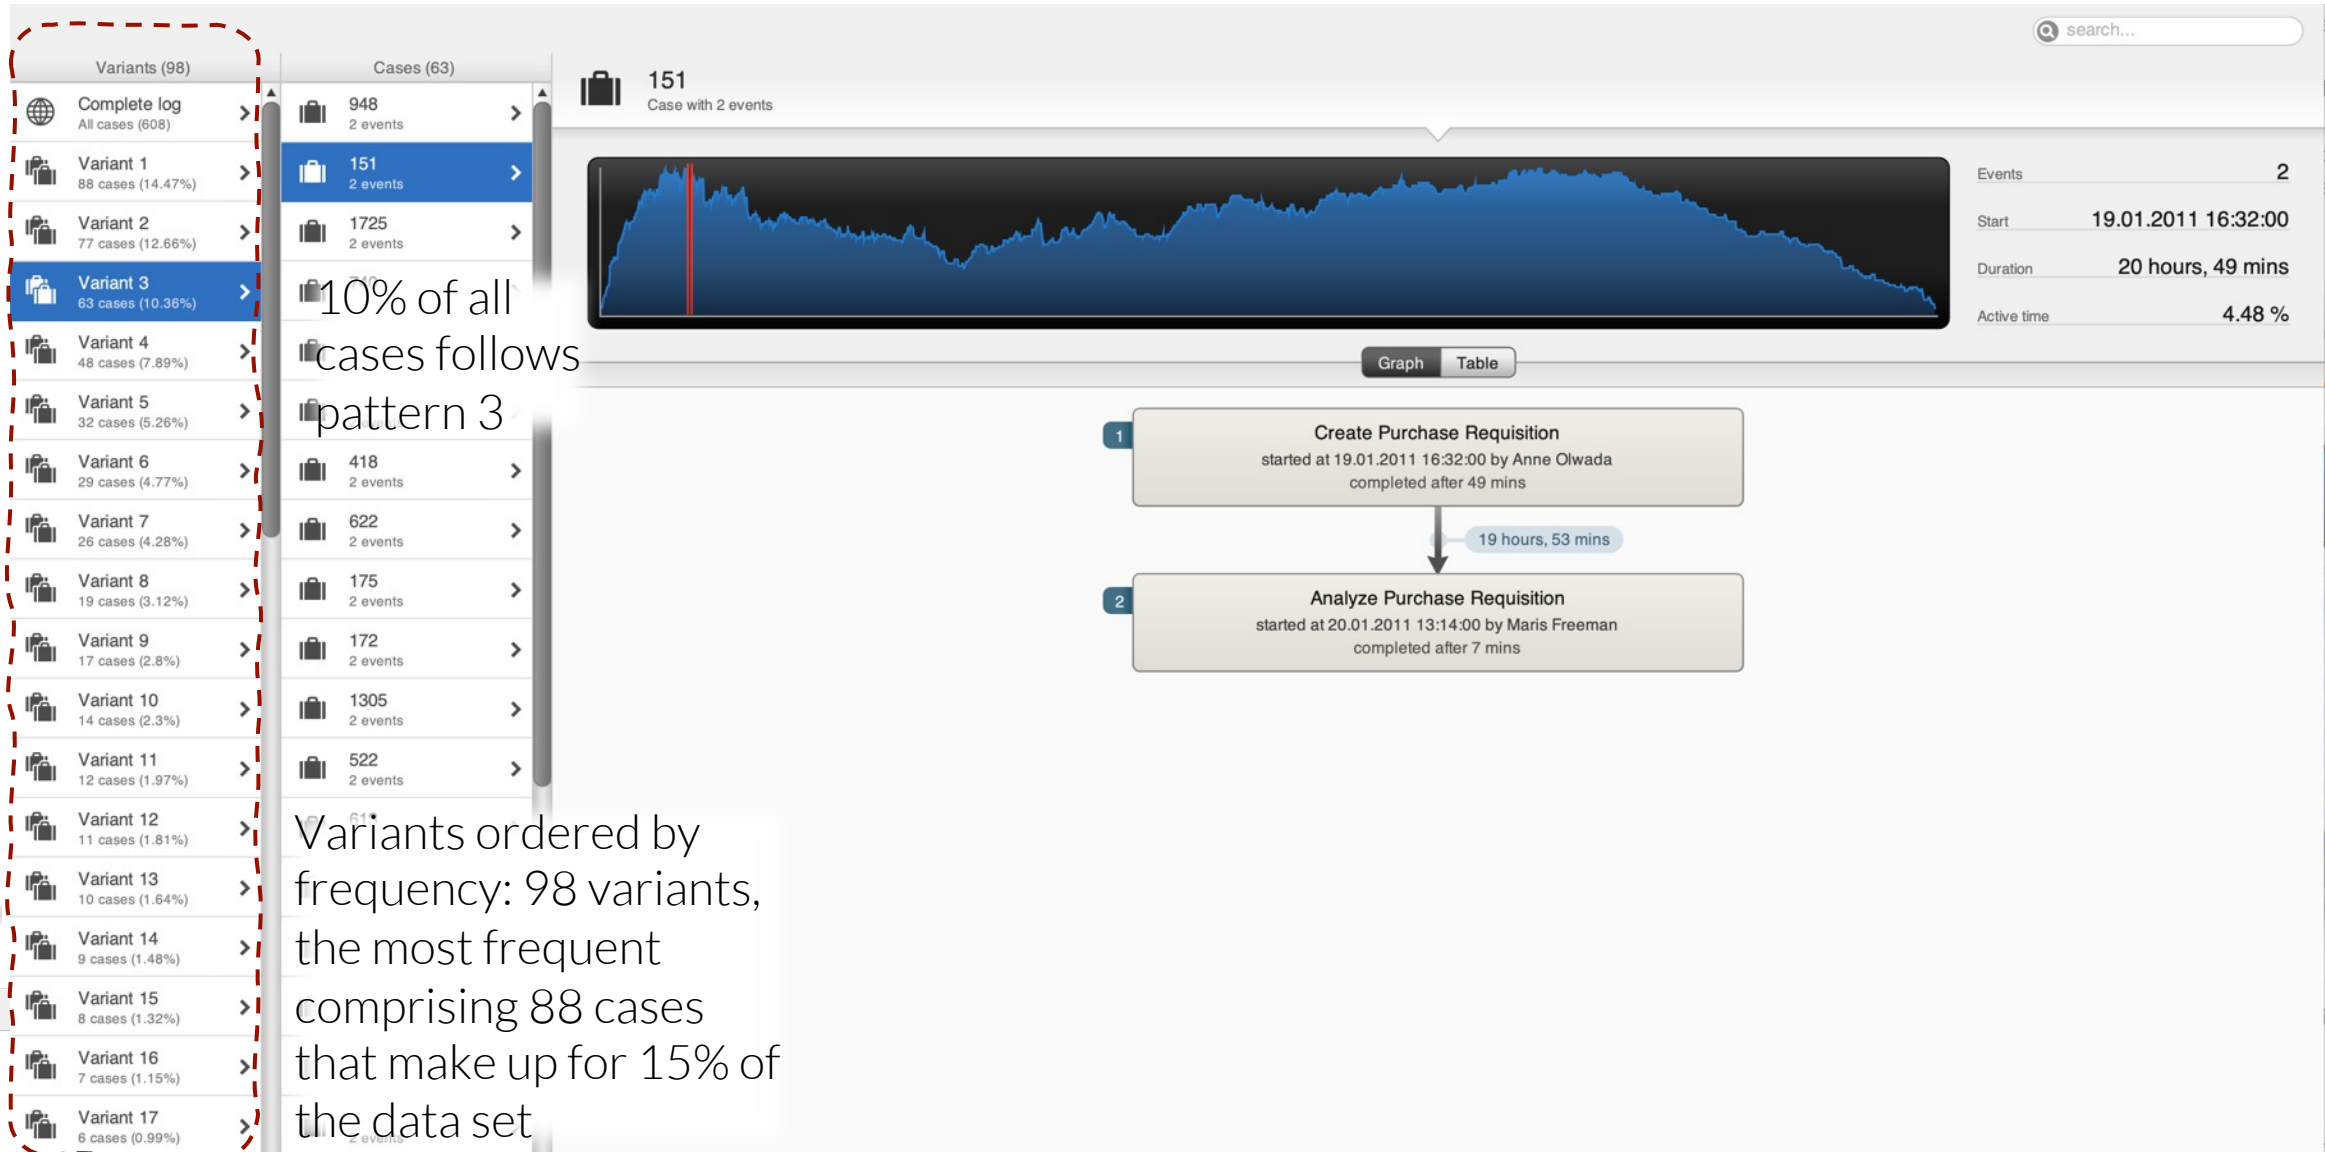 search...
Variants (98)
Complete log
All cases (608)
Variant 1
88 cases (14.47%)
Variant 2
77 cases (12.66%)
Variant 3
63 cases (10.36%)
Variant 4
48 cases (7.89%)
Variant 5
32 cases (5.26%)
Variant 6
29 cases (4.77%)
Variant 7
26 cases (4.28%)
Variant 8
19 cases (3.12%)
Variant 9
17 cases (2.8%)
Variant 10
14 cases (2.3%)
Variant 11
12 cases (1.97%)
Variant 12
11 cases (1.81%)
Variant 13
10 cases (1.64%)
Variant 14
9 cases (1.48%)
Variant 15
8 cases (1.32%)
Variant 16
7 cases (1.15%)
Variant 17
6 cases (0.99%)
Cases (63)
948
2 events
151
2 events
1725
2 events
10% of all
cases follows
pattern 3
418
2 events
622
2 events
175
2 events
172
2 events
1305
2 events
522
2 events
Variants ordered by
frequency: 98 variants,
the most frequent
comprising 88 cases
that make up for 15% of
the data set
2 events
151
Case with 2 events
Events 2
Start 19.01.2011 16:32:00
Duration 20 hours, 49 mins
Active time 4.48 %
Graph Table
1
Create Purchase Requisition
started at 19.01.2011 16:32:00 by Anne Olwada
completed after 49 mins
19 hours, 53 mins
2
Analyze Purchase Requisition
started at 20.01.2011 13:14:00 by Maris Freeman
completed after 7 mins